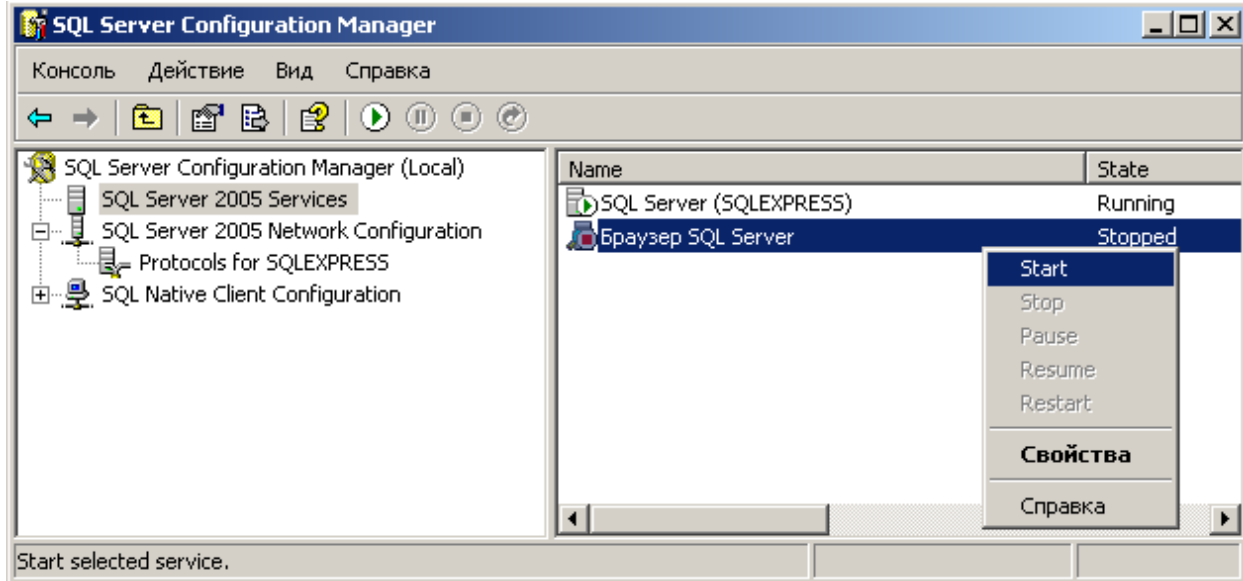 SQL Server Configuration Manager
Консоль Действие Вид Справка
SQL Server Configuration Manager (Local)
SQL Server 2005 Services
SQL Server 2005 Network Configuration
Protocols for SQLEXPRESS
SQL Native Client Configuration
Name State
SQL Server (SQLEXPRESS) Running
Браузер SQL Server Stopped
Start
Stop
Pause
Resume
Restart
Свойства
Справка
Start selected service.